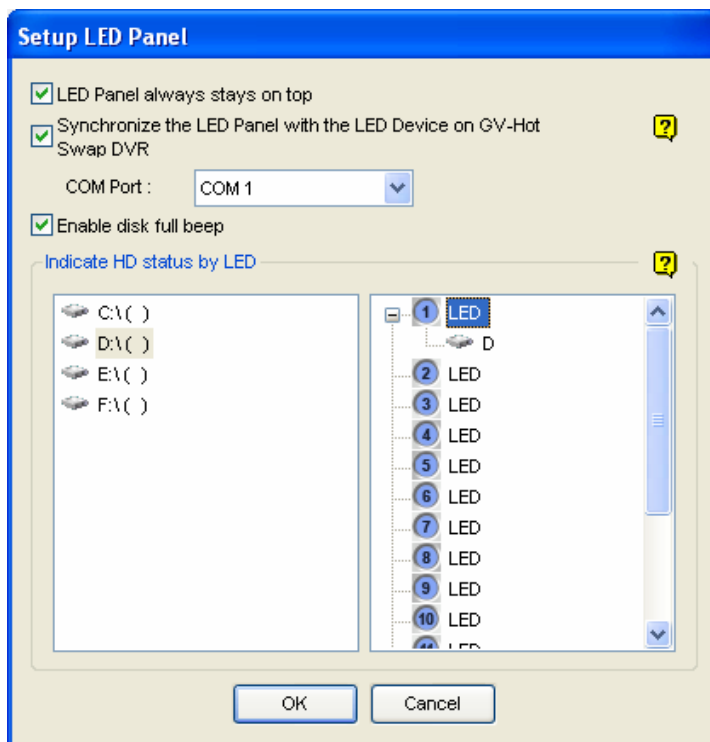 Setup LED Panel
LED Panel always stays on top
Synchronize the LED Panel with the LED Device on GV-Hot
Swap DVR
?
COM Port :
COM 1
Enable disk full beep
Indicate HD status by LED
?
C:\ ( )
D:\ ( )
E:\ ( )
F:\ ( )
1 LED
D
2 LED
3 LED
4 LED
5 LED
6 LED
7 LED
8 LED
9 LED
10 LED
11 LED
OK
Cancel